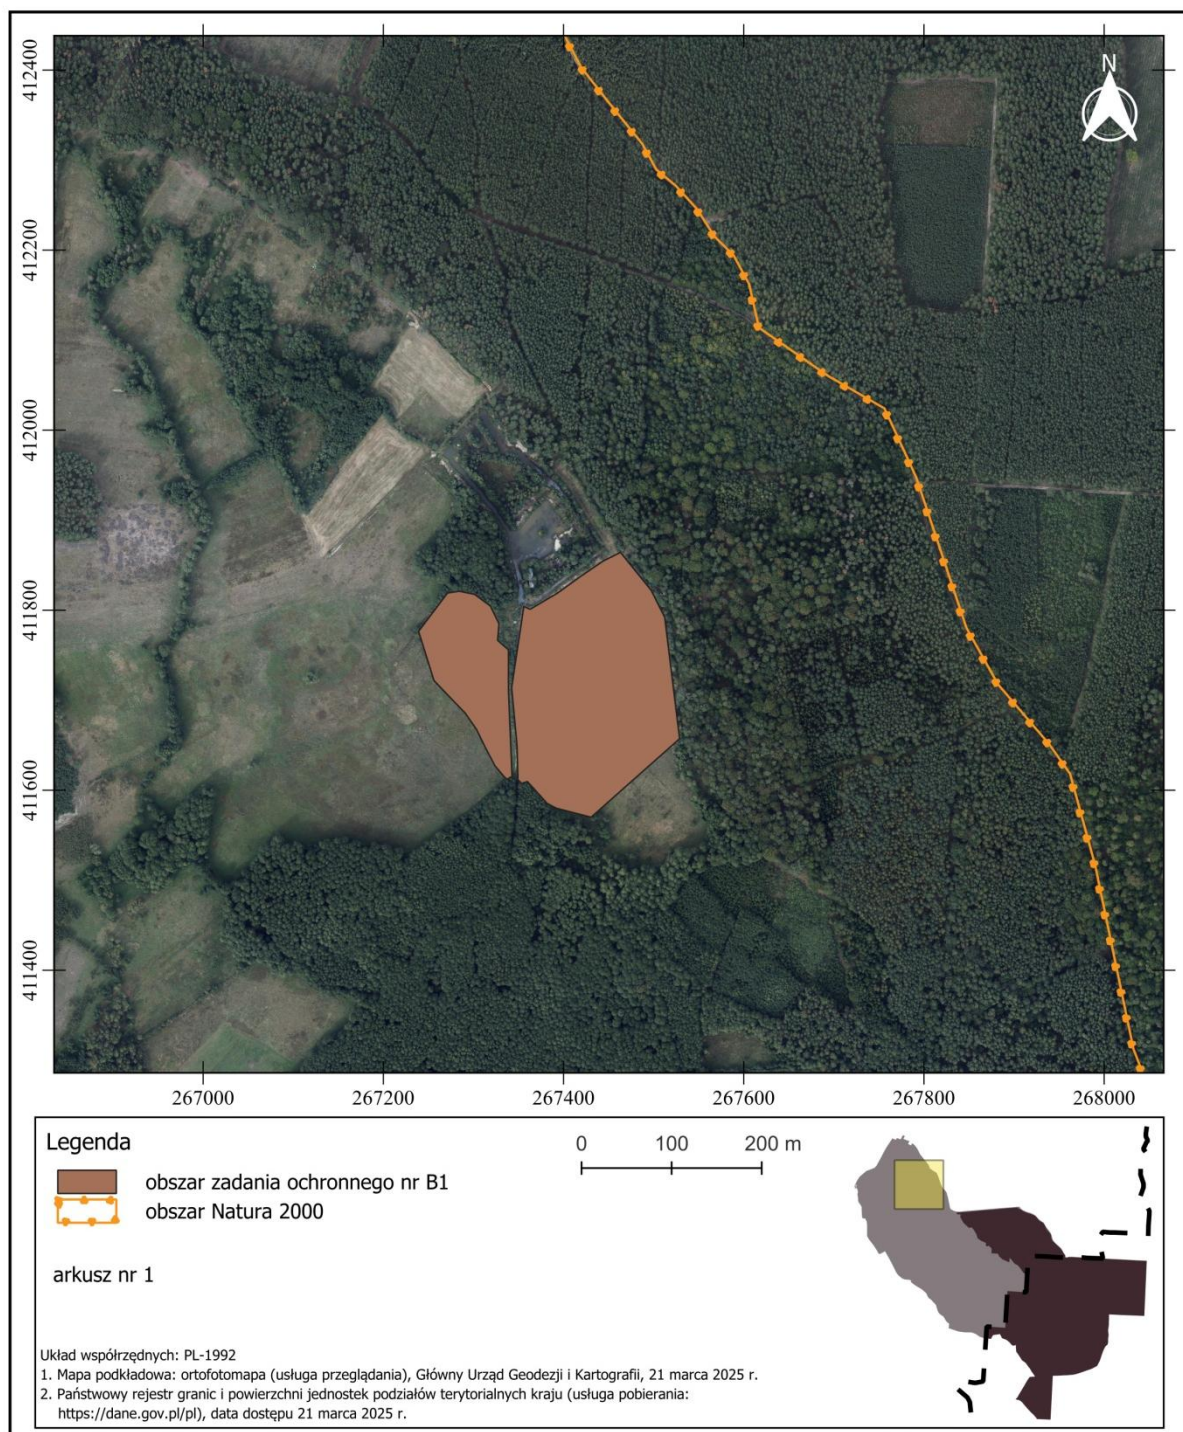 N
412400
412200
412000
411800
411600
411400
267000
267200
267400
267600
267800
268000
Legenda
obszar zadania ochronnego nr B1
obszar Natura 2000
arkusz nr 1
0
100
200 m
Układ współrzędnych: PL-1992
1. Mapa podkładowa: ortofotomapa (usługa przeglądania), Główny Urząd Geodezji i Kartografii, 21 marca 2025 r.
2. Państwowy rejestr granic i powierzchni jednostek podziałów terytorialnych kraju (usługa pobierania:
https://dane.gov.pl/pl), data dostępu 21 marca 2025 r.